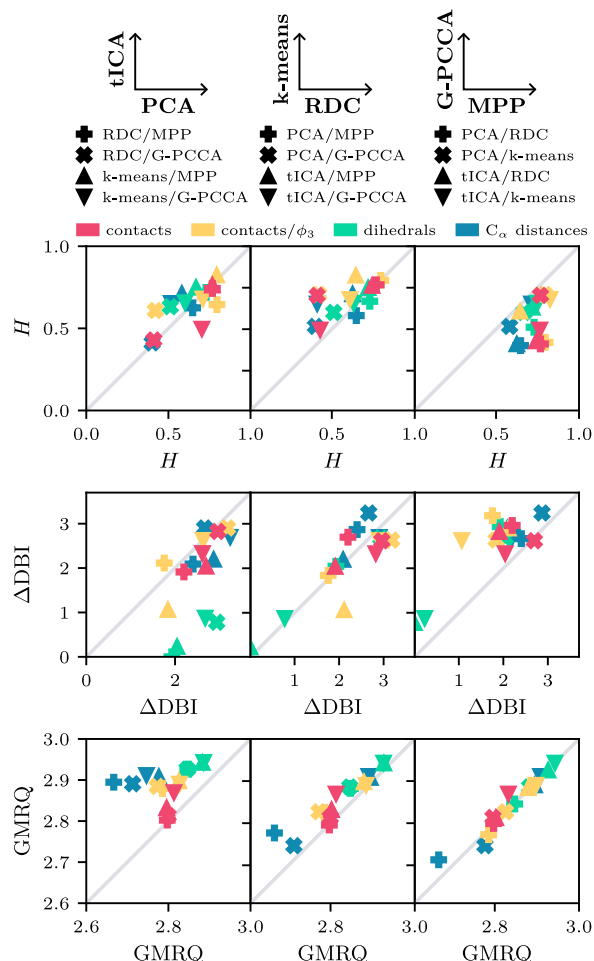 tICA
k-means
G-PCCA
PCA
RDC
MPP
RDC/MPP
PCA/MPP
PCA/RDC
RDC/G-PCCA
PCA/G-PCCA
PCA/k-means
k-means/MPP
tICA/MPP
tICA/RDC
k-means/G-PCCA
tICA/G-PCCA
tICA/k-means
contacts
contacts/ϕ₃
dihedrals
Cα distances
1.0
H
0.5
0.0
0.0 0.5 1.0 0.5 1.0 0.5 1.0
H H H
3
ΔDBI
2
1
0
0 2 1 2 3 1 2 3
ΔDBI ΔDBI ΔDBI
3.0
2.9
GMRQ
2.8
2.7
2.6
2.6 2.8 3.0 2.8 3.0 2.8 3.0
GMRQ GMRQ GMRQ